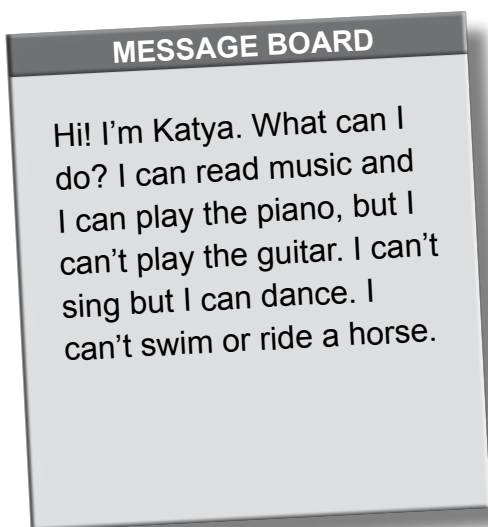 MESSAGE BOARD
Hi! I’m Katya. What can I
do? I can read music and
I can play the piano, but I
can’t play the guitar. I can’t
sing but I can dance. I
can’t swim or ride a horse.